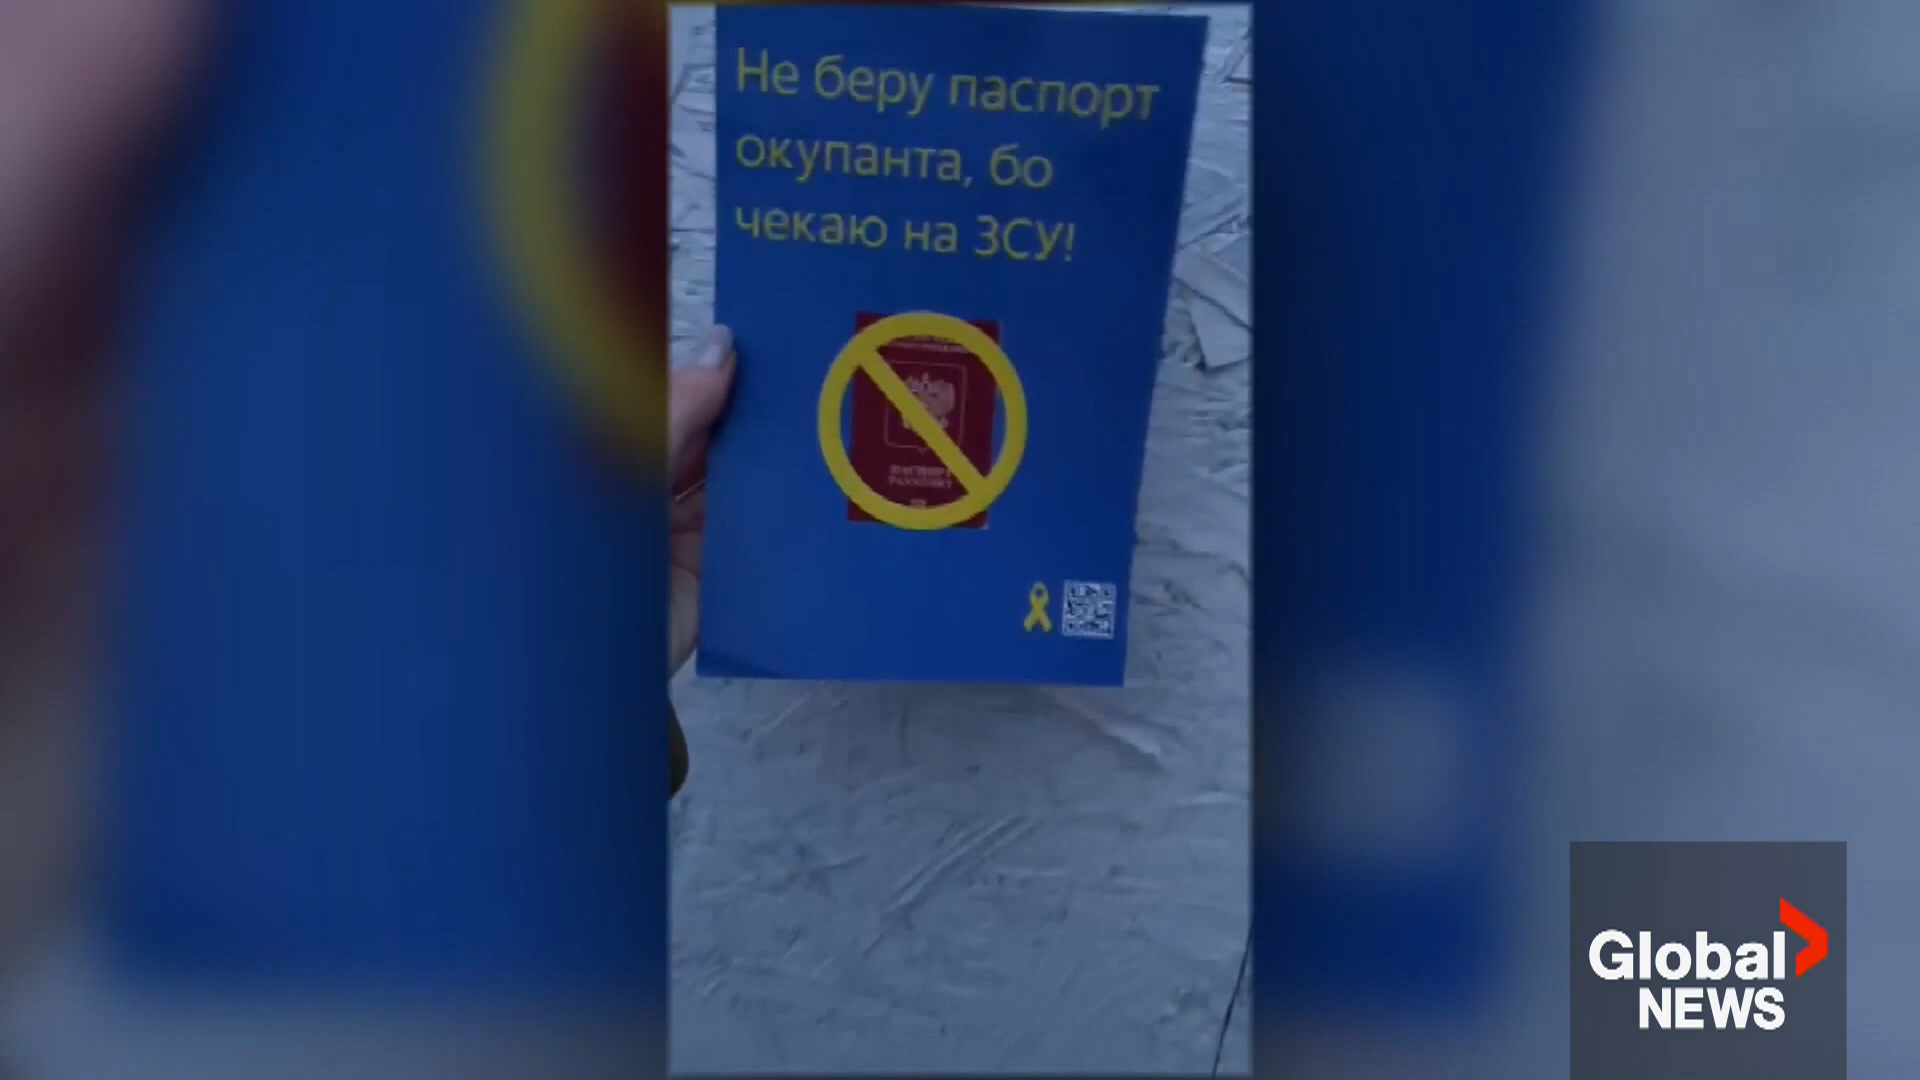 Не беру паспорт
окупанта, бо
чекаю на ЗСУ!
Global
NEWS